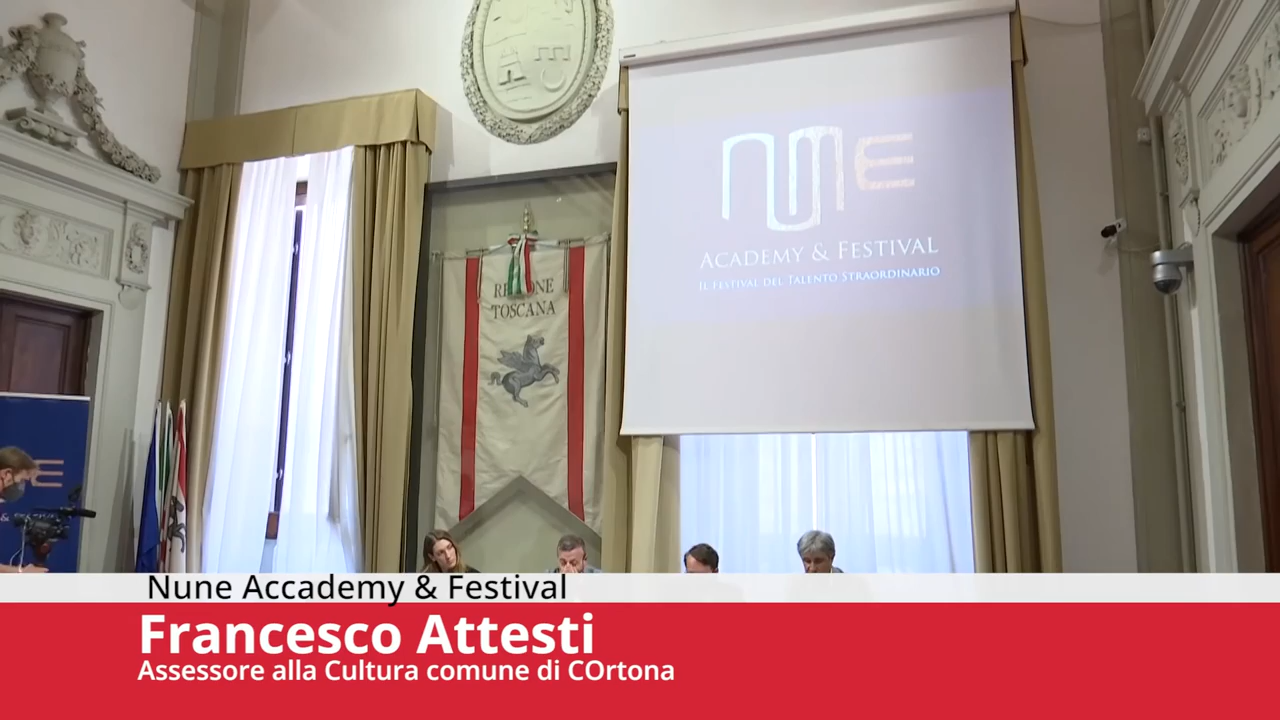 NUNE
ACADEMY & FESTIVAL
IL FESTIVAL DEL TALENTO STRAORDINARIO
REGIONE
TOSCANA
Nune Accademy & Festival
Francesco Attesti
Assessore alla Cultura comune di COrtona